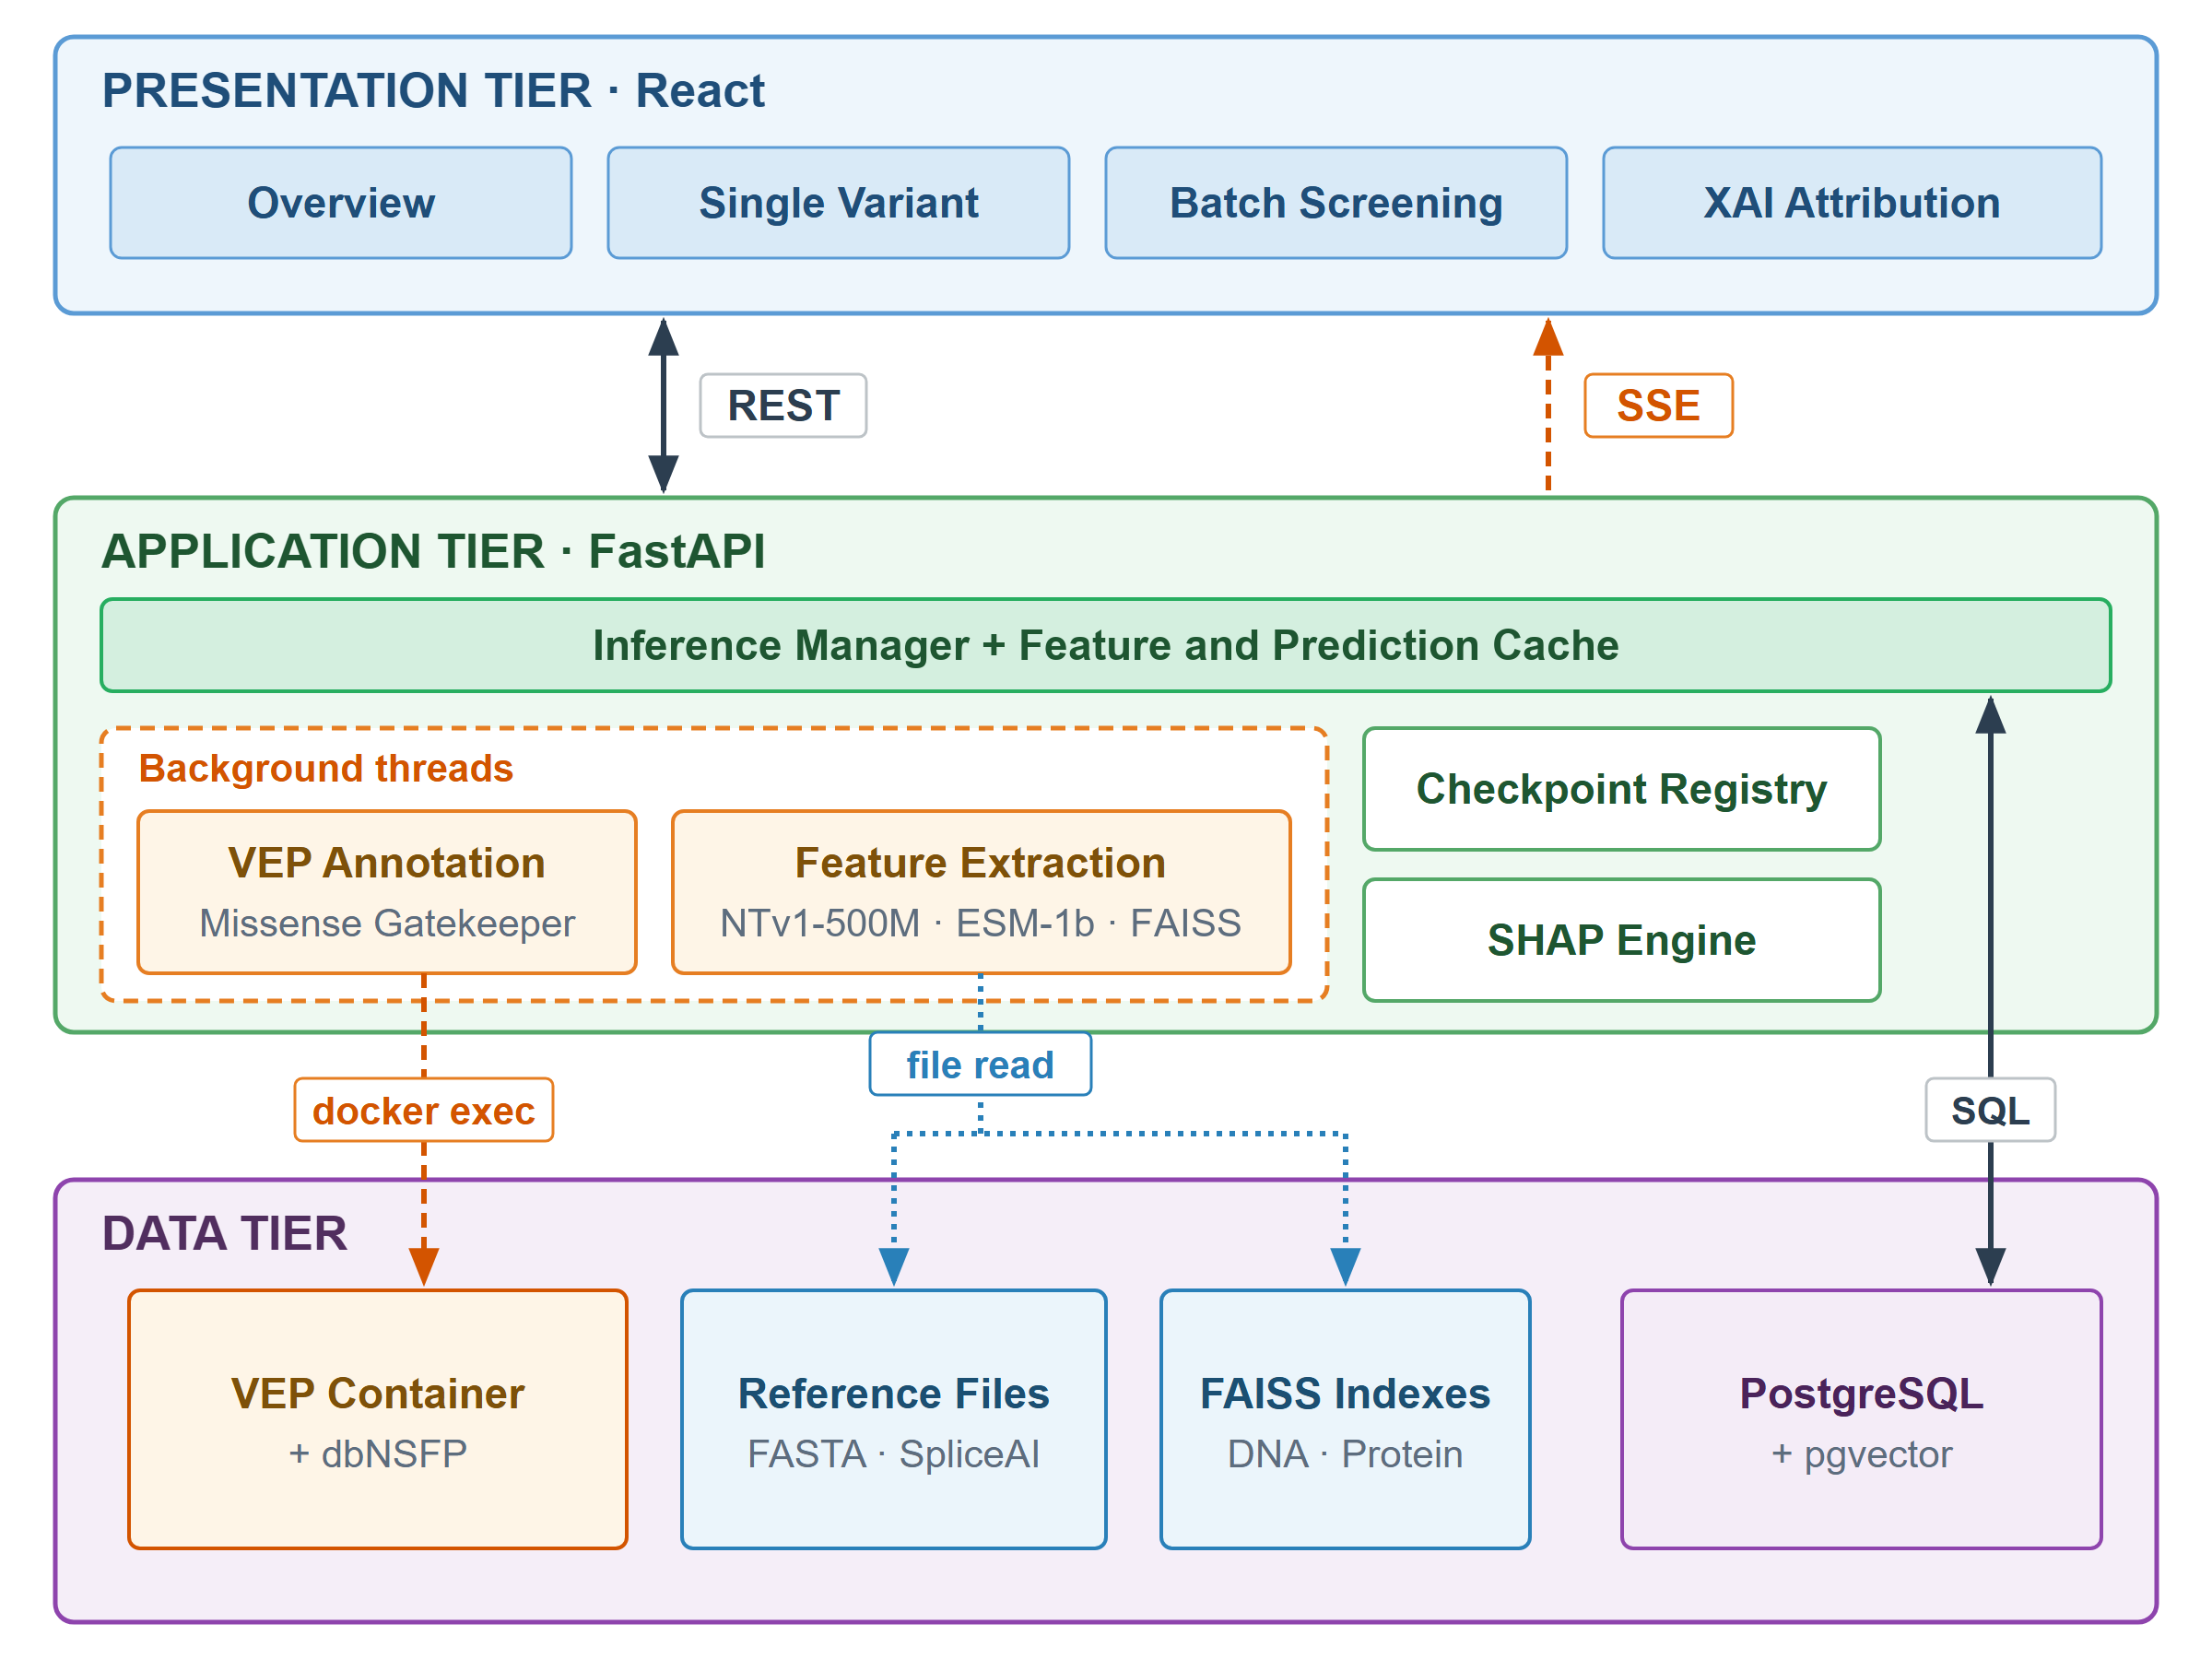 PRESENTATION TIER · React
Overview
Single Variant
Batch Screening
XAI Attribution
REST
SSE
APPLICATION TIER · FastAPI
Inference Manager + Feature and Prediction Cache
Background threads
VEP Annotation
Missense Gatekeeper
Feature Extraction
NTv1-500M · ESM-1b · FAISS
Checkpoint Registry
SHAP Engine
file read
docker exec
SQL
DATA TIER
VEP Container
+ dbNSFP
Reference Files
FASTA · SpliceAI
FAISS Indexes
DNA · Protein
PostgreSQL
+ pgvector